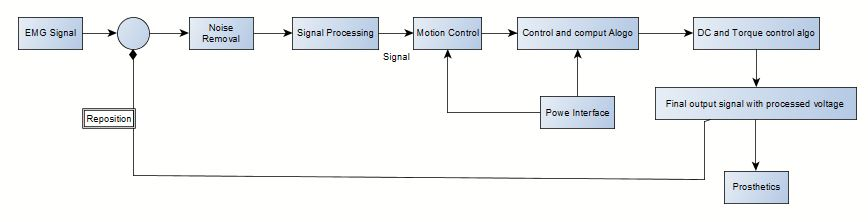 EMG Signal
Noise
Removal
Signal Processing
Signal
Motion Control
Control and comput Alogo
DC and Torque control algo
Powe Interface
Final output signal with processed voltage
Reposition
Prosthetics